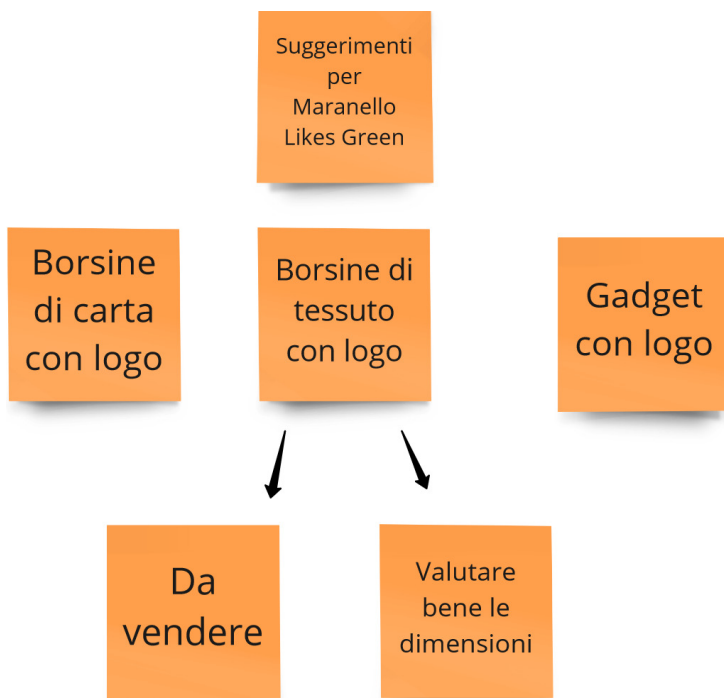 Suggerimenti
per
Maranello
Likes Green
Borsine
di carta
con logo
Borsine di
tessuto
con logo
Gadget
con logo
Da
vendere
Valutare
bene le
dimensioni